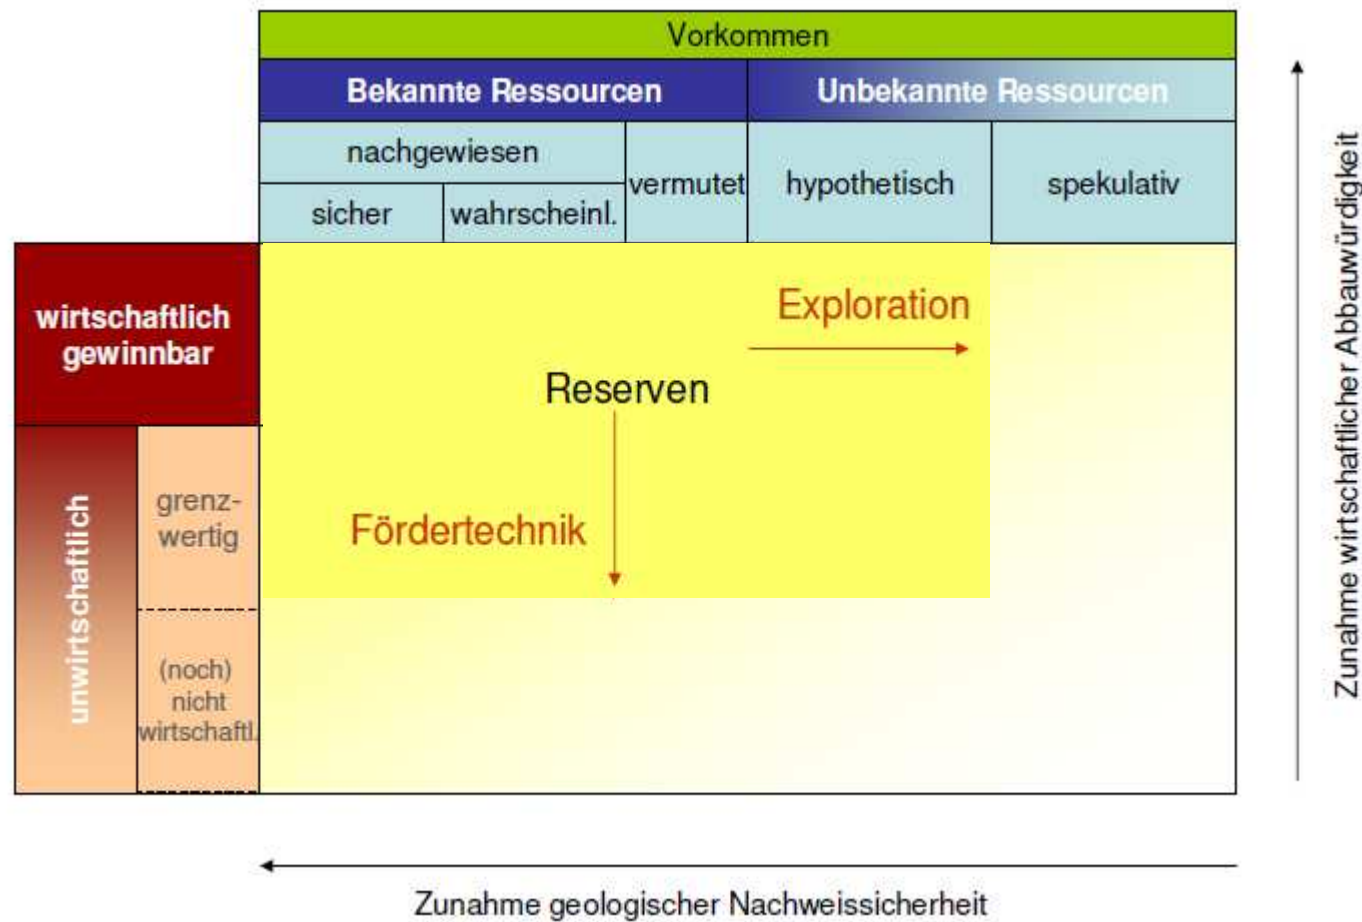 Vorkommen
Bekannte Ressourcen
Unbekannte Ressourcen
nachgewiesen
vermutet
hypothetisch
spekulativ
sicher
wahrscheinl.
wirtschaftlich
gewinnbar
Exploration
Reserven
unwirtschaftlich
grenz-
wertig
Fördertechnik
(noch)
nicht
wirtschaftl.
Zunahme wirtschaftlicher Abbauwürdigkeit
Zunahme geologischer Nachweissicherheit